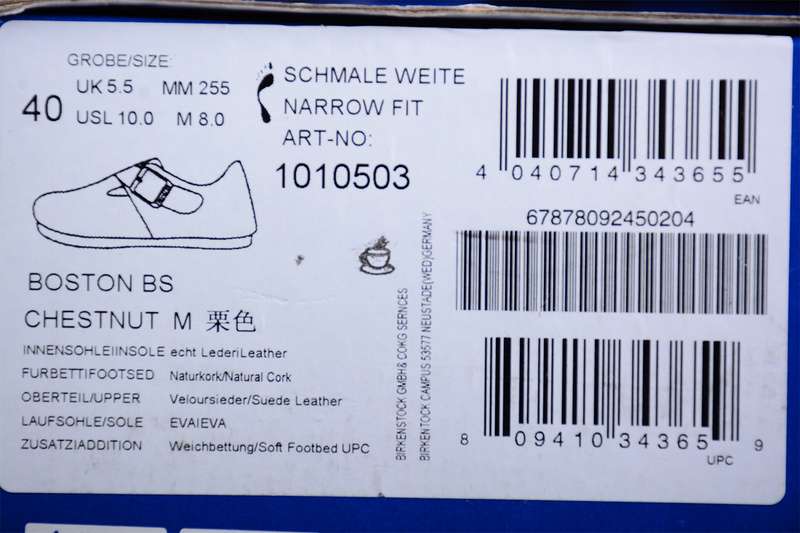 GROBE/SIZE:
40
UK 5.5 MM 255
USL 10.0 M 8.0
SCHMALE WEITE
NARROW FIT
ART-NO:
1010503
BOSTON BS
CHESTNUT M 栗色
INNENSOHLEIINSOLE echt LederiLeather
FURBETTIFOOTSED Naturkork/Natural Cork
OBERTEIL/UPPER Veloursieder/Suede Leather
LAUFSOHLE/SOLE EVAIEVA
ZUSATZIADDITION Weichbettung/Soft Footbed UPC
BIRKENSTOCK GMBH & COKG SERNCES
BIRKENTOCK CAMPUS 53577 NEUSTADE(WED)GERMANY
4 040714 343655
EAN
67878092450204
8 09410 34365 9
UPC